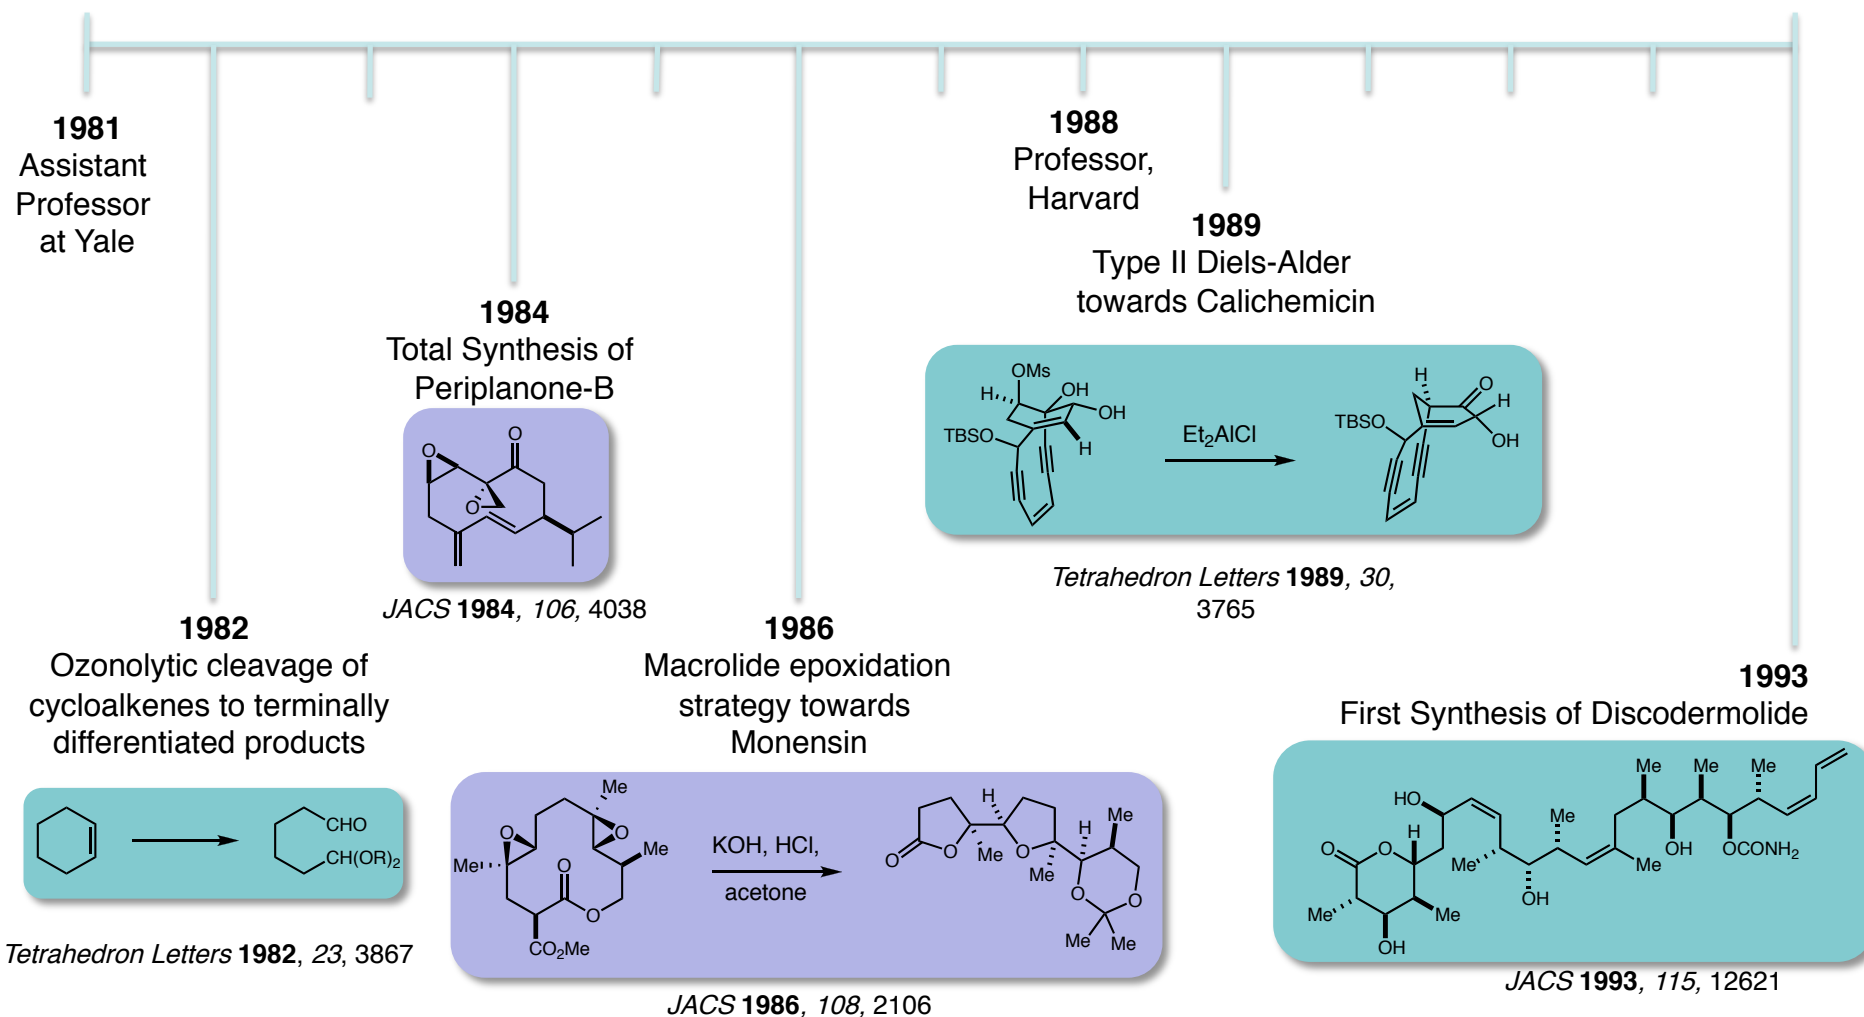 1981
Assistant
Professor
at Yale
1982
Ozonolytic cleavage of
cycloalkenes to terminally
differentiated products
CHO
CH(OR)2
Tetrahedron Letters 1982, 23, 3867
1984
Total Synthesis of
Periplanone-B
O
O
O
JACS 1984, 106, 4038
1986
Macrolide epoxidation
strategy towards
Monensin
Me
O
O
Me
Me
O
O
CO2Me
KOH, HCl,
acetone
H
Me
H
O
O
Me
O
Me
O
O
Me
Me
JACS 1986, 108, 2106
1988
Professor,
Harvard
1989
Type II Diels-Alder
towards Calichemicin
OMs
H
OH
OH
TBSO
H
Et2AlCl
H
O
H
TBSO
OH
Tetrahedron Letters 1989, 30,
3765
1993
First Synthesis of Discodermolide
Me
Me
Me
HO
Me
H
O
O
Me
Me
OH
OCONH2
OH
Me
Me
OH
JACS 1993, 115, 12621